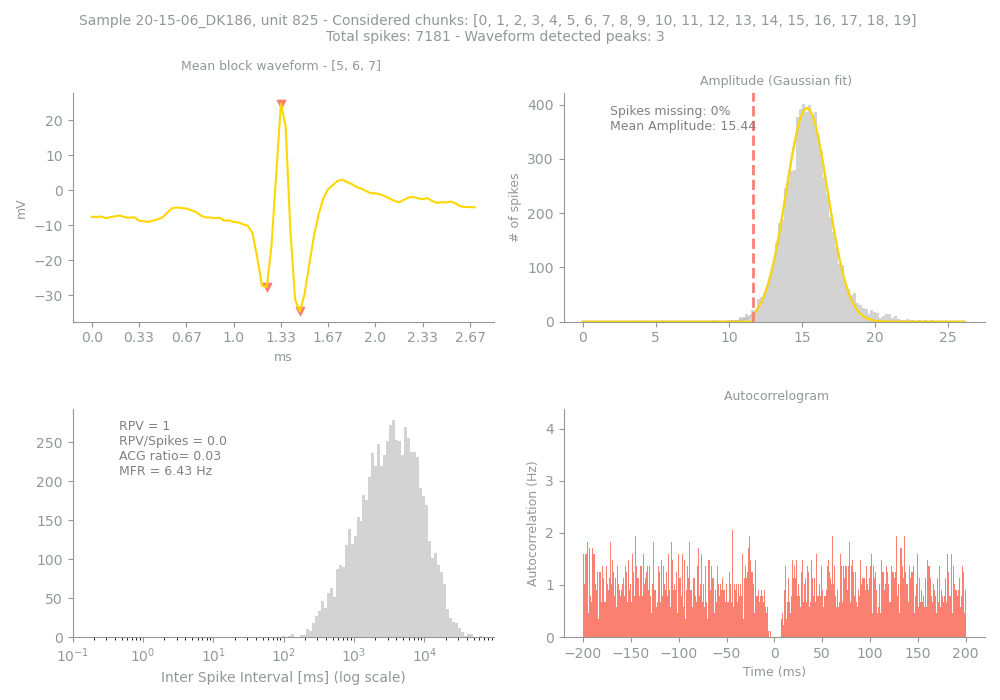 Sample 20-15-06_DK186, unit 825 - Considered chunks: [0, 1, 2, 3, 4, 5, 6, 7, 8, 9, 10, 11, 12, 13, 14, 15, 16, 17, 18, 19]
Total spikes: 7181 - Waveform detected peaks: 3
Mean block waveform - [5, 6, 7]
mV
20
10
0
−10
−20
−30
0.0 0.33 0.67 1.0 1.33 1.67 2.0 2.33 2.67
ms
Amplitude (Gaussian fit)
# of spikes
Spikes missing: 0%
Mean Amplitude: 15.44
400
300
200
100
0
0 5 10 15 20 25
RPV = 1
RPV/Spikes = 0.0
ACG ratio= 0.03
MFR = 6.43 Hz
250
200
150
100
50
0
10⁻¹ 10⁰ 10¹ 10² 10³ 10⁴
Inter Spike Interval [ms] (log scale)
Autocorrelogram
Autocorrelation (Hz)
4
3
2
1
0
−200 −150 −100 −50 0 50 100 150 200
Time (ms)